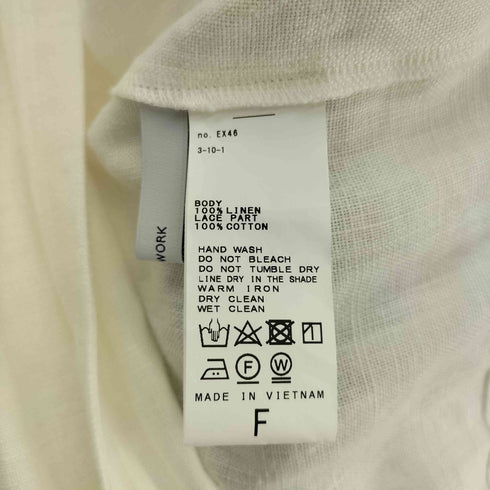 no. EX46
3-10-1
BODY
100%LINEN
LACE PART
100%COTTON
WORK
HAND WASH
DO NOT BLEACH
DO NOT TUMBLE DRY
LINE DRY IN THE SHADE
WARM IRON
DRY CLEAN
WET CLEAN
F
W
MADE IN VIETNAM
F